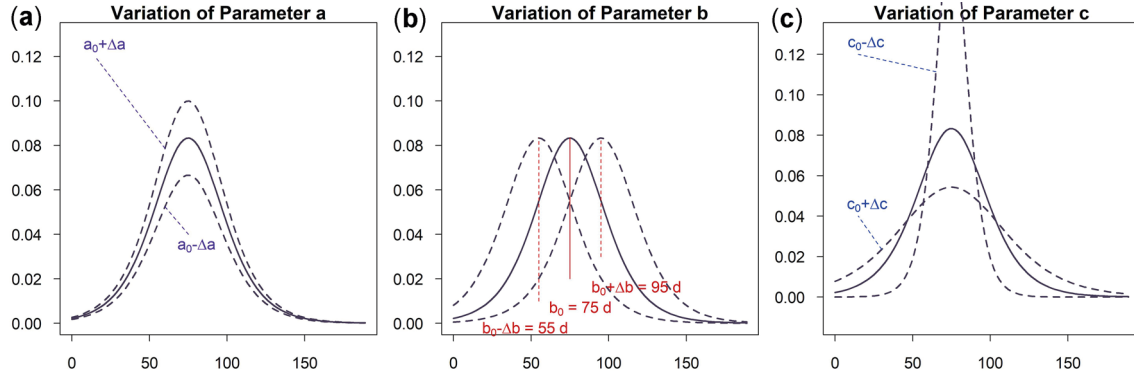 (a) Variation of Parameter a
0.12
0.10
0.08
0.06
0.04
0.02
0.00
a₀+Δa
a₀-Δa
0 50 100 150
(b) Variation of Parameter b
0.12
0.10
0.08
0.06
0.04
0.02
0.00
b₀+Δb = 95 d
b₀ = 75 d
b₀-Δb = 55 d
0 50 100 150
(c) Variation of Parameter c
0.12
0.10
0.08
0.06
0.04
0.02
0.00
c₀-Δc
c₀+Δc
0 50 100 150